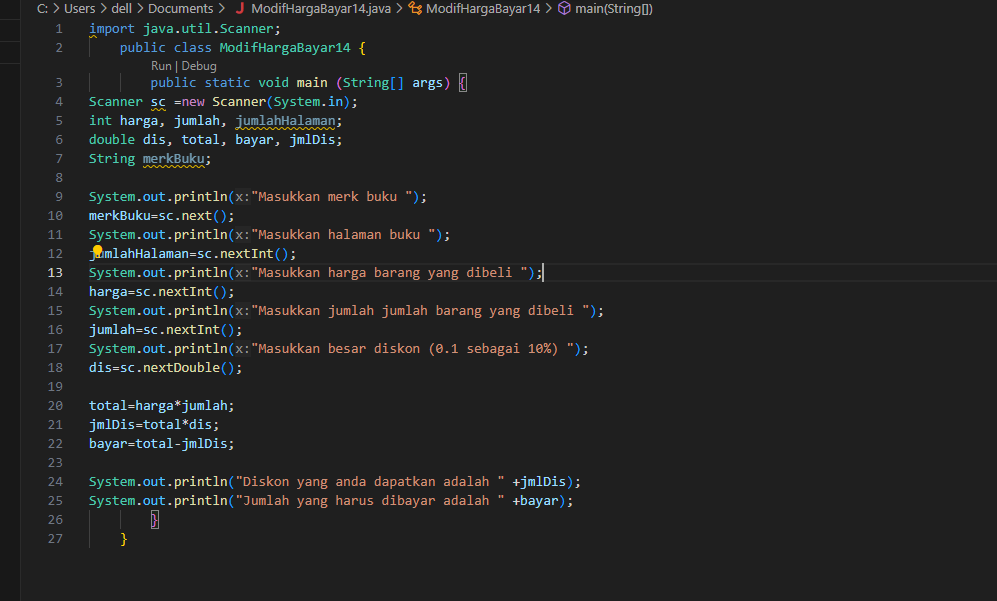 C: > Users > dell > Documents > J ModifHargaBayar14.java > ModifHargaBayar14 > main(String[])
1 import java.util.Scanner;
2 public class ModifHargaBayar14 {
Run | Debug
3 public static void main (String[] args) {
4 Scanner sc =new Scanner(System.in);
5 int harga, jumlah, jumlahHalaman;
6 double dis, total, bayar, jmlDis;
7 String merkBuku;
8
9 System.out.println(x:"Masukkan merk buku ");
10 merkBuku=sc.next();
11 System.out.println(x:"Masukkan halaman buku ");
12 jumlahHalaman=sc.nextInt();
13 System.out.println(x:"Masukkan harga barang yang dibeli ");
14 harga=sc.nextInt();
15 System.out.println(x:"Masukkan jumlah jumlah barang yang dibeli ");
16 jumlah=sc.nextInt();
17 System.out.println(x:"Masukkan besar diskon (0.1 sebagai 10%) ");
18 dis=sc.nextDouble();
19
20 total=harga*jumlah;
21 jmlDis=total*dis;
22 bayar=total-jmlDis;
23
24 System.out.println("Diskon yang anda dapatkan adalah " +jmlDis);
25 System.out.println("Jumlah yang harus dibayar adalah " +bayar);
26 }
27 }